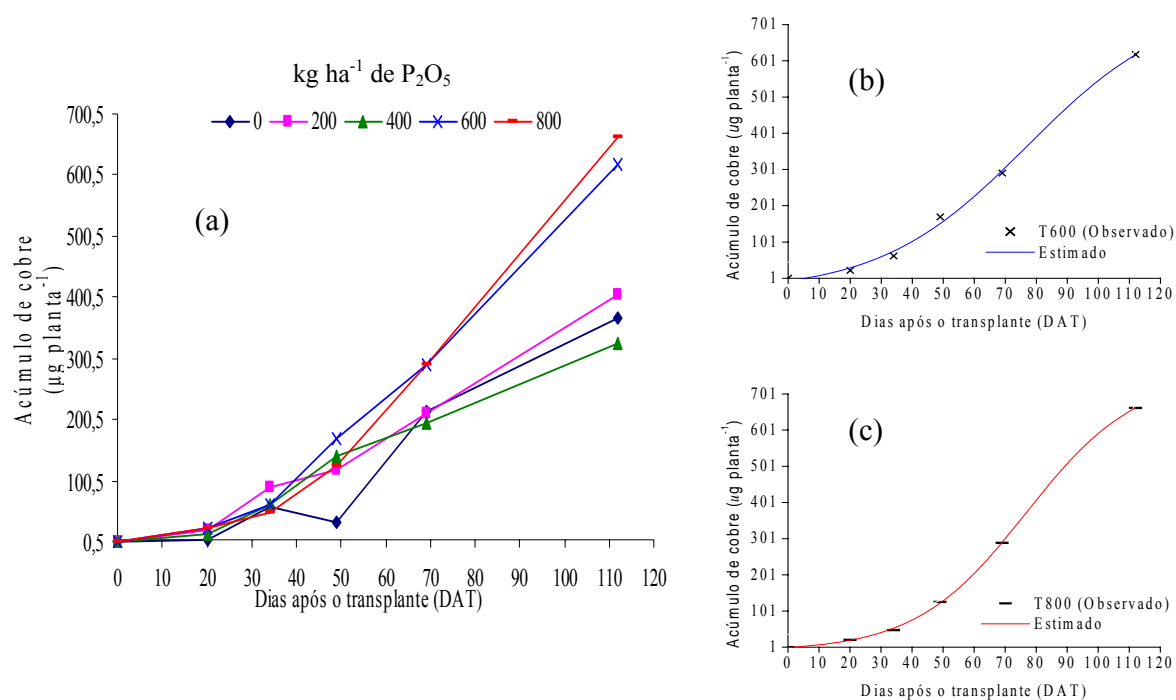 kg ha⁻¹ de P₂O₅
0 200 400 600 800
(a)
Acúmulo de cobre
(µg planta⁻¹)
700,5
600,5
500,5
400,5
300,5
200,5
100,5
0,5
0 10 20 30 40 50 60 70 80 90 100 110 120
Dias após o transplante (DAT)
(b)
Acúmulo de cobre (ug planta⁻¹)
701
601
501
401
301
201
101
1
T600 (Observado)
Estimado
0 10 20 30 40 50 60 70 80 90 100 110 120
Dias após o transplante (DAT)
(c)
Acúmulo de cobre (ug planta⁻¹)
701
601
501
401
301
201
101
1
T800 (Observado)
Estimado
0 10 20 30 40 50 60 70 80 90 100 110 120
Dias após o transplante (DAT)